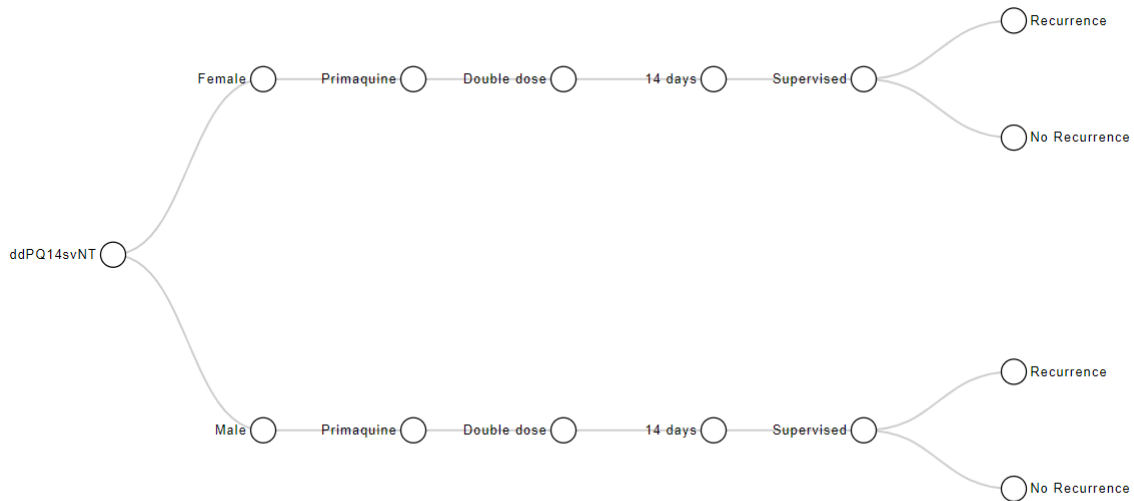 Recurrence
Female Primaquine Double dose 14 days Supervised
No Recurrence
ddPQ14svNT
Recurrence
Male Primaquine Double dose 14 days Supervised
No Recurrence